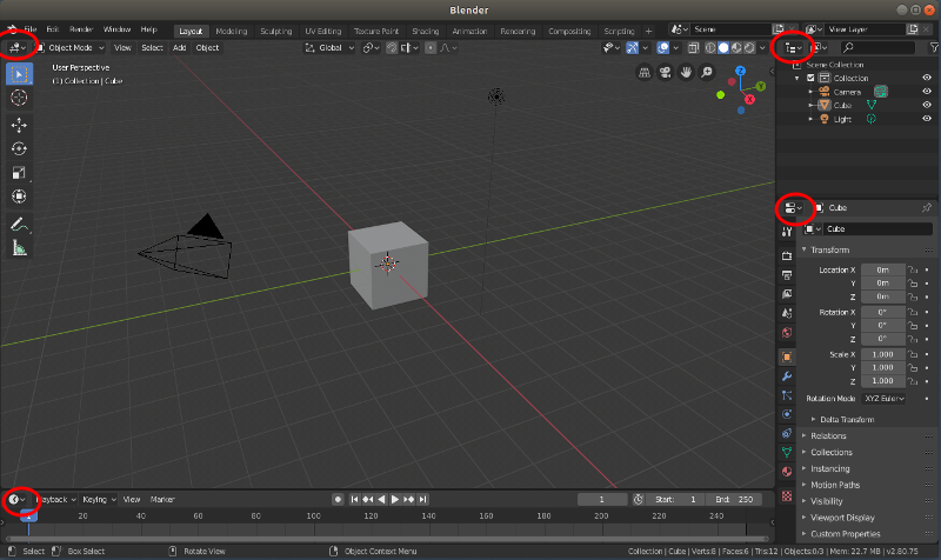 Blender
File Edit Render Window Help Layout Modeling Sculpting UV Editing Texture Paint Shading Animation Rendering Compositing Scripting Scene View Layer
Object Mode View Select Add Object Global
User Perspective
(1) Collection | Cube
Z
Y
X
Scene Collection
Collection
Camera
Cube
Light
Cube
Cube
Transform
Location X 0m
Y 0m
Z 0m
Rotation X 0°
Y 0°
Z 0°
Scale X 1.000
Y 1.000
Z 1.000
Rotation Mode XYZ Euler
Delta Transform
Relations
Collections
Instancing
Motion Paths
Visibility
Viewport Display
Custom Properties
Playback Keying View Marker 1 Start: 1 End: 250
1 20 40 60 80 100 120 140 160 180 200 220 240
Select Box Select Rotate View Object Context Menu Collection | Cube | Verts:8 | Faces:6 | Tris:12 | Objects:0/3 | Mem: 22.7 MB | v2.80.75